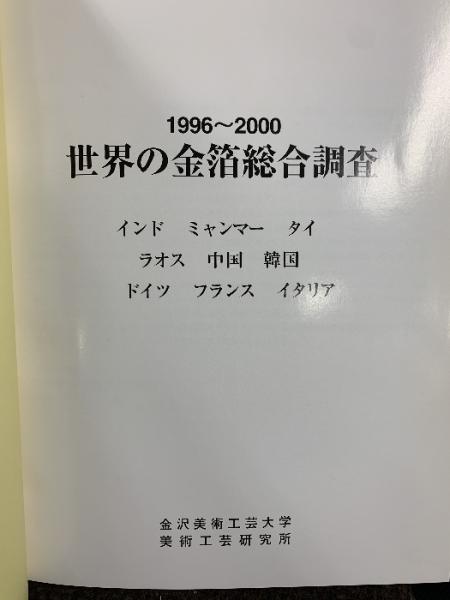 1996～2000
世界の金箔総合調査
インド ミャンマー タイ
ラオス 中国 韓国
ドイツ フランス イタリア
金沢美術工芸大学
美術工芸研究所